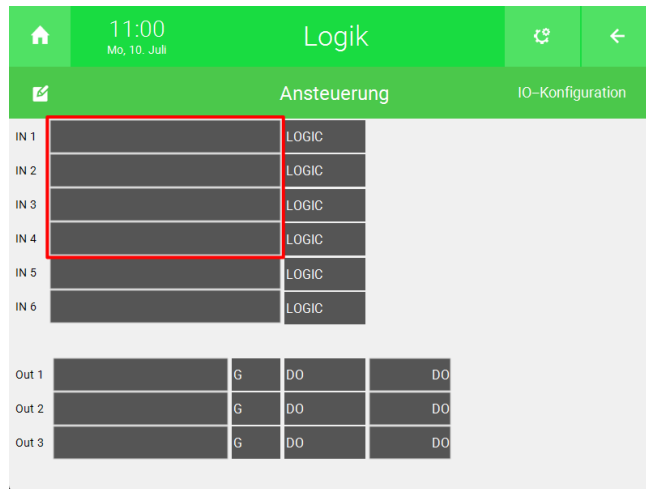 11:00
Mo, 10. Juli
Logik
Ansteuerung
IO-Konfiguration
IN 1 LOGIC
IN 2 LOGIC
IN 3 LOGIC
IN 4 LOGIC
IN 5 LOGIC
IN 6 LOGIC
Out 1 G DO DO
Out 2 G DO DO
Out 3 G DO DO